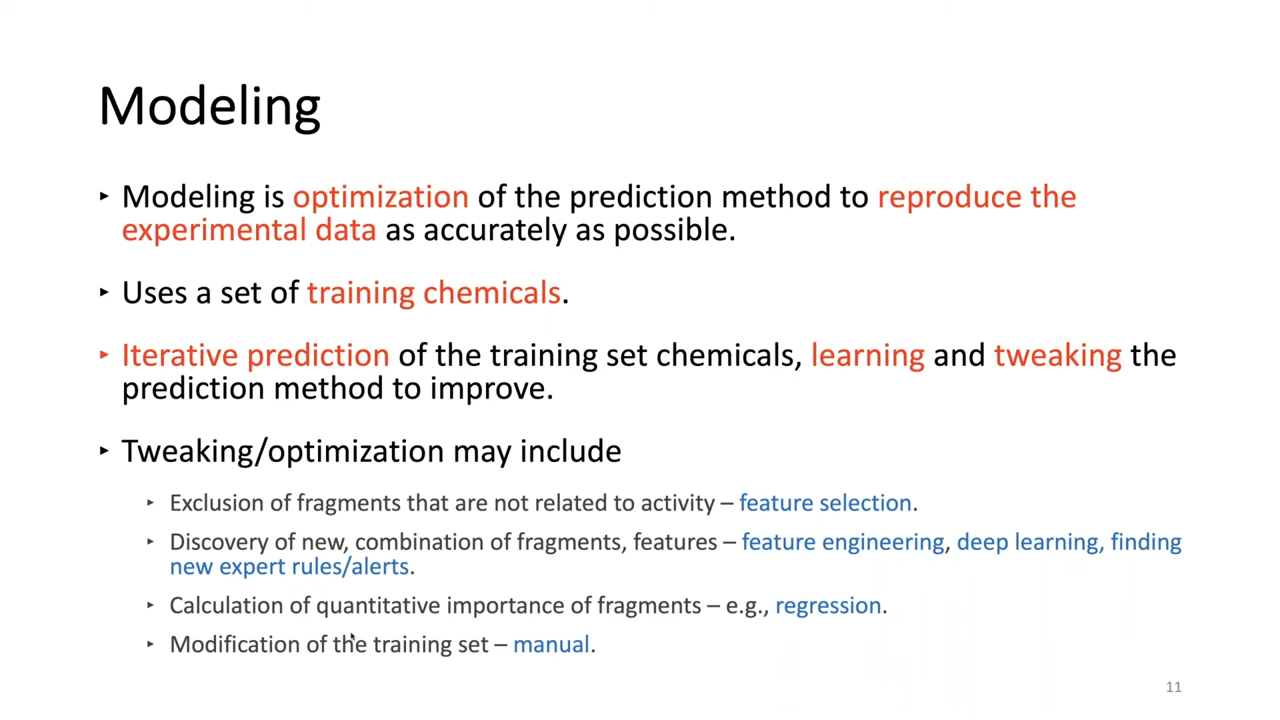 Modeling
‣ Modeling is optimization of the prediction method to reproduce the
experimental data as accurately as possible.
‣ Uses a set of training chemicals.
‣ Iterative prediction of the training set chemicals, learning and tweaking the
prediction method to improve.
‣ Tweaking/optimization may include
‣ Exclusion of fragments that are not related to activity – feature selection.
‣ Discovery of new, combination of fragments, features – feature engineering, deep learning, finding
new expert rules/alerts.
‣ Calculation of quantitative importance of fragments – e.g., regression.
‣ Modification of the training set – manual.
11